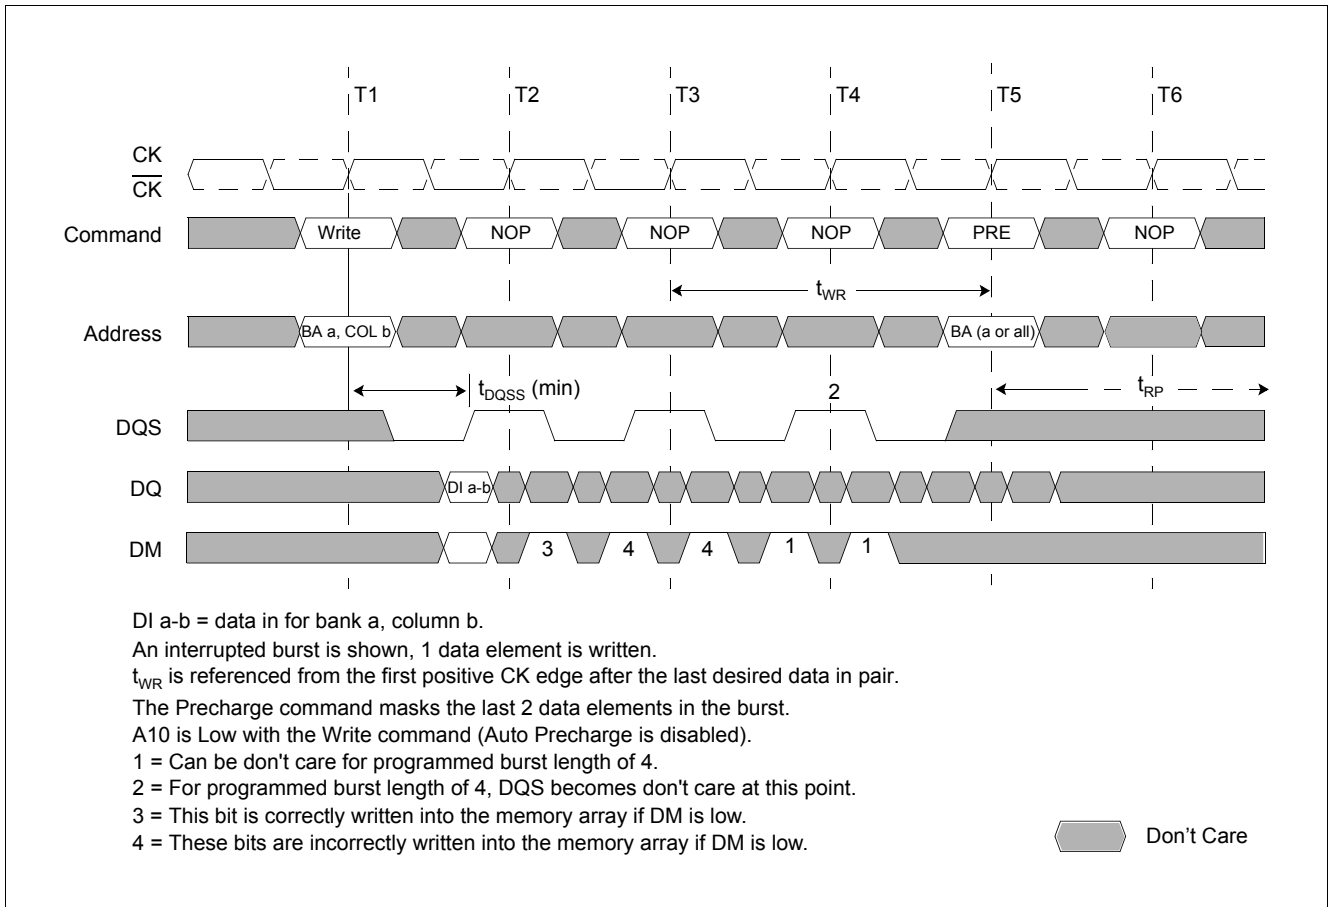 T1 T2 T3 T4 T5 T6
CK
CK
Command Write NOP NOP NOP PRE NOP
tWR
Address BA a, COL b BA (a or all)
tDQSS (min) 2 tRP
DQS
DQ DI a-b
DM 3 4 4 1 1
DI a-b = data in for bank a, column b.
An interrupted burst is shown, 1 data element is written.
tWR is referenced from the first positive CK edge after the last desired data in pair.
The Precharge command masks the last 2 data elements in the burst.
A10 is Low with the Write command (Auto Precharge is disabled).
1 = Can be don't care for programmed burst length of 4.
2 = For programmed burst length of 4, DQS becomes don't care at this point.
3 = This bit is correctly written into the memory array if DM is low.
4 = These bits are incorrectly written into the memory array if DM is low.
Don't Care